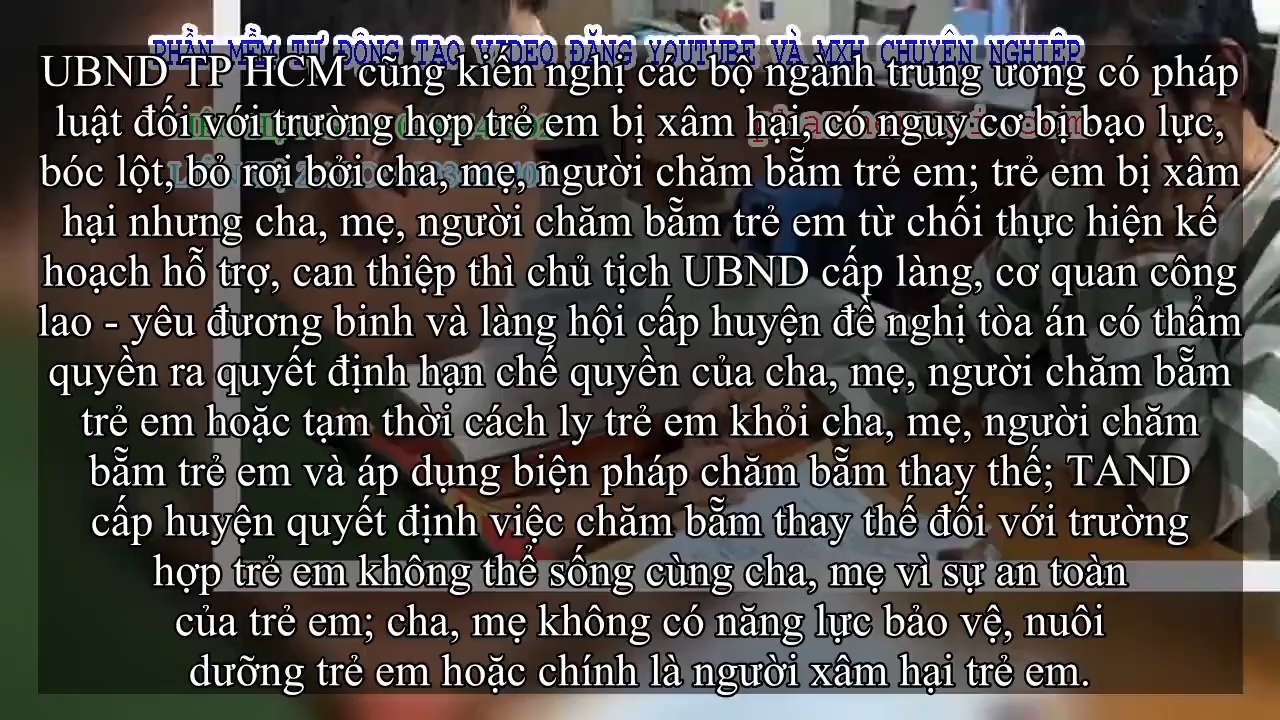 PHẦN MỀM TỰ ĐỘNG TẠO VIDEO ĐĂNG YOUTUBE VÀ MXH CHUYÊN NGHIỆP
UBND TP HCM cũng kiến nghị các bộ ngành trung ương có pháp
luật đối với trường hợp trẻ em bị xâm hại, có nguy cơ bị bạo lực,
bóc lột, bỏ rơi bởi cha, mẹ, người chăm bẵm trẻ em; trẻ em bị xâm
hại nhưng cha, mẹ, người chăm bẵm trẻ em từ chối thực hiện kế
hoạch hỗ trợ, can thiệp thì chủ tịch UBND cấp làng, cơ quan công
lao - yêu đương binh và làng hội cấp huyện đề nghị tòa án có thẩm
quyền ra quyết định hạn chế quyền của cha, mẹ, người chăm bẵm
trẻ em hoặc tạm thời cách ly trẻ em khỏi cha, mẹ, người chăm
bẵm trẻ em và áp dụng biện pháp chăm bẵm thay thế; TAND
cấp huyện quyết định việc chăm bẵm thay thế đối với trường
hợp trẻ em không thể sống cùng cha, mẹ vì sự an toàn
của trẻ em; cha, mẹ không có năng lực bảo vệ, nuôi
dưỡng trẻ em hoặc chính là người xâm hại trẻ em.